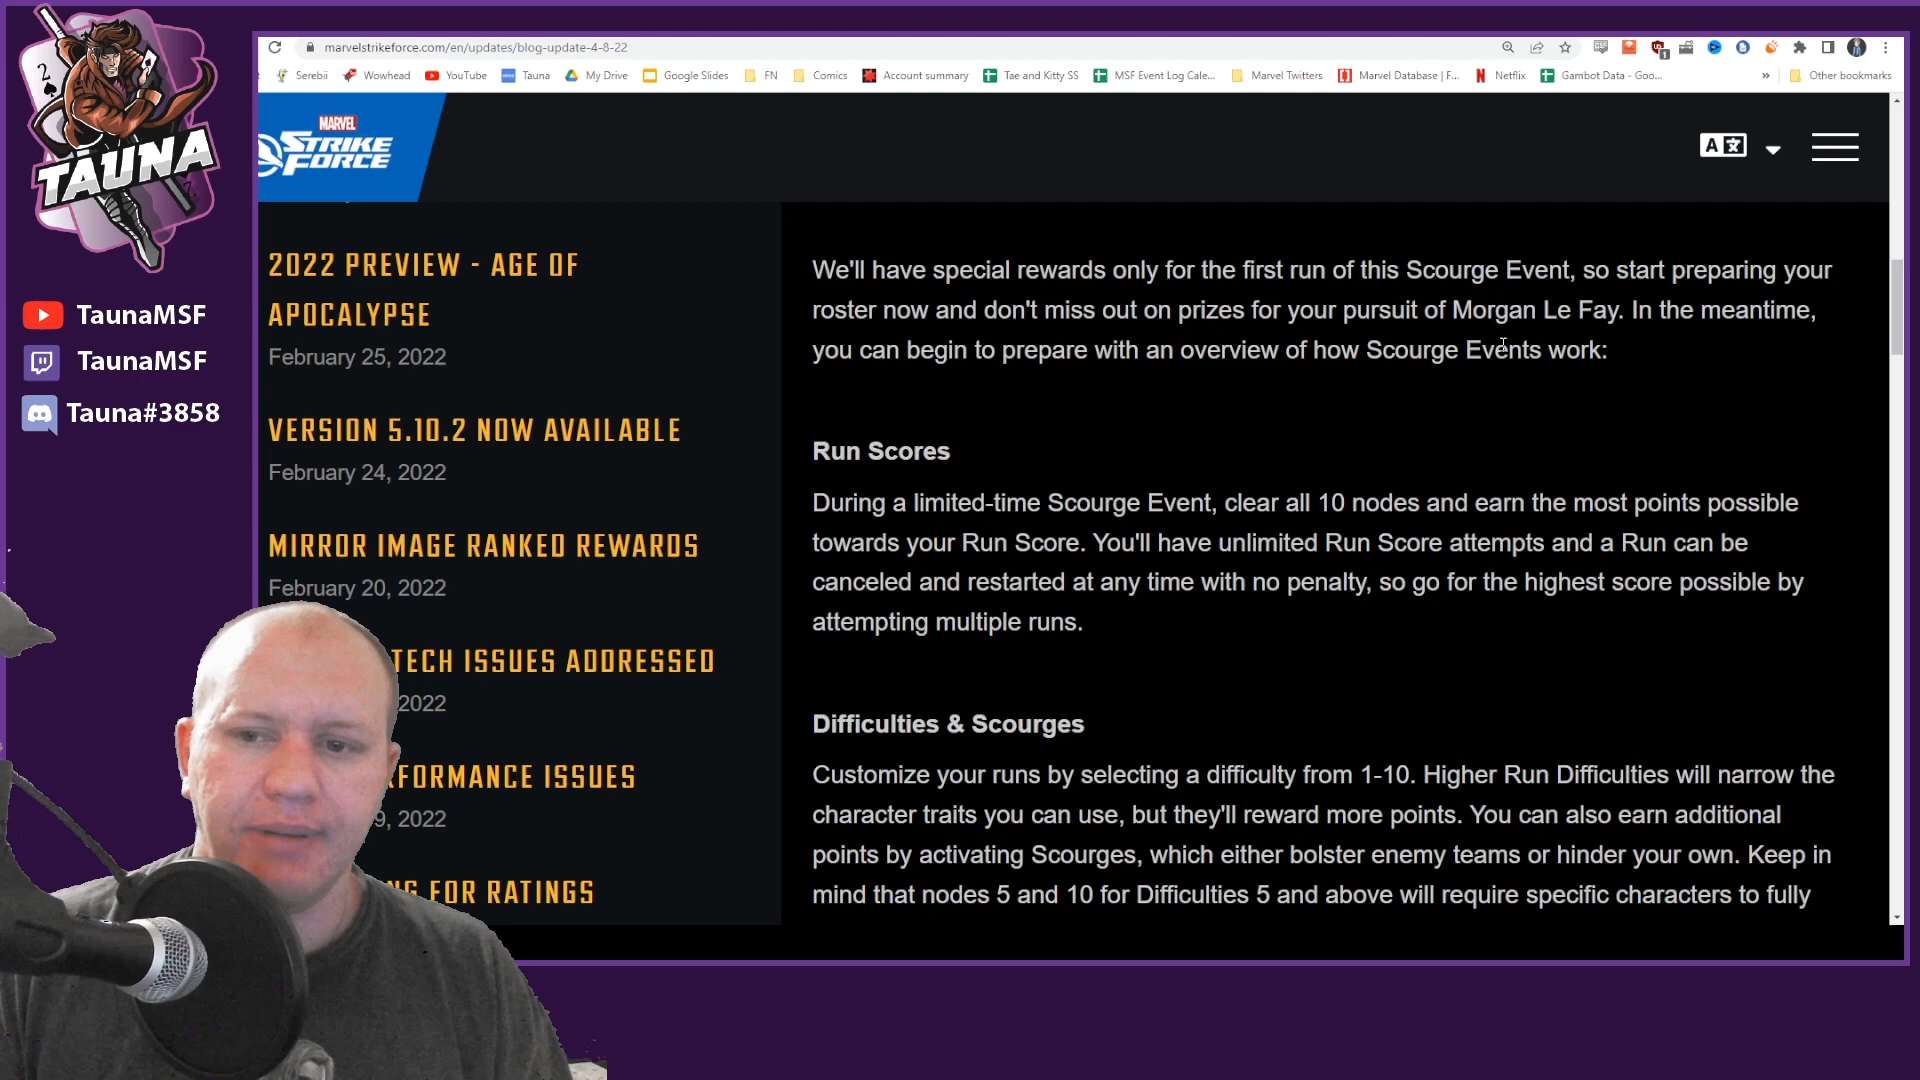 2
TAUNA
TaunaMSF
TaunaMSF
Tauna#3858
marvelstrikeforce.com/en/updates/blog-update-4-8-22
Serebii
Wowhead
YouTube
Tauna
My Drive
Google Slides
FN
Comics
Account summary
Tae and Kitty SS
MSF Event Log Cale...
Marvel Twitters
Marvel Database | F...
Netflix
Gambot Data - Goo...
»
Other bookmarks
MARVEL
STRIKE
FORCE
2022 PREVIEW - AGE OF
APOCALYPSE
February 25, 2022
VERSION 5.10.2 NOW AVAILABLE
February 24, 2022
MIRROR IMAGE RANKED REWARDS
February 20, 2022
TECH ISSUES ADDRESSED
2022
FORMANCE ISSUES
9, 2022
NG FOR RATINGS
We'll have special rewards only for the first run of this Scourge Event, so start preparing your
roster now and don't miss out on prizes for your pursuit of Morgan Le Fay. In the meantime,
you can begin to prepare with an overview of how Scourge Events work:
Run Scores
During a limited-time Scourge Event, clear all 10 nodes and earn the most points possible
towards your Run Score. You'll have unlimited Run Score attempts and a Run can be
canceled and restarted at any time with no penalty, so go for the highest score possible by
attempting multiple runs.
Difficulties & Scourges
Customize your runs by selecting a difficulty from 1-10. Higher Run Difficulties will narrow the
character traits you can use, but they'll reward more points. You can also earn additional
points by activating Scourges, which either bolster enemy teams or hinder your own. Keep in
mind that nodes 5 and 10 for Difficulties 5 and above will require specific characters to fully